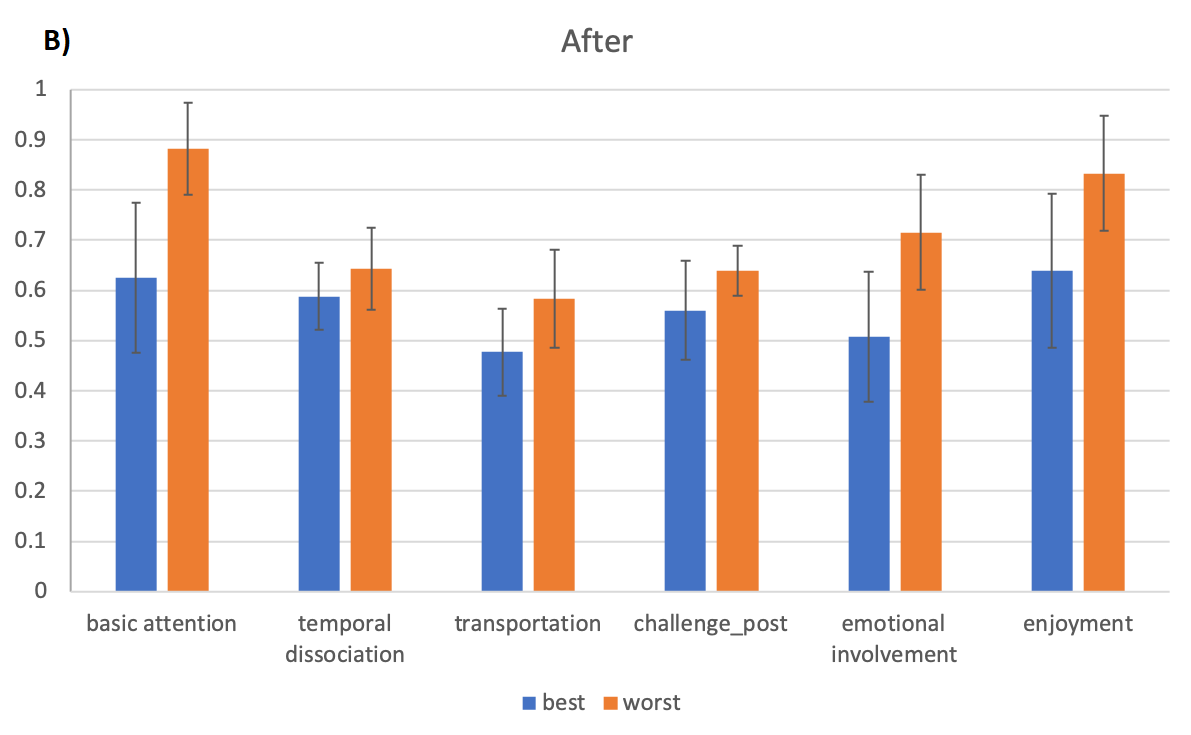 B)
After
1
0.9
0.8
0.7
0.6
0.5
0.4
0.3
0.2
0.1
0
basic attention
temporal
dissociation
transportation
challenge_post
emotional
involvement
enjoyment
best
worst